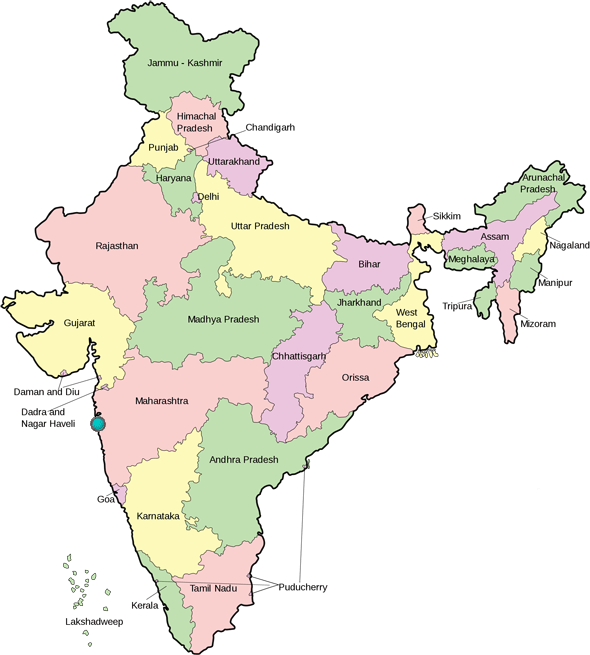 Jammu - Kashmir
Himachal
Pradesh
Chandigarh
Punjab
Uttarakhand
Haryana
Delhi
Arunachal
Pradesh
Sikkim
Uttar Pradesh
Assam
Rajasthan
Nagaland
Bihar
Meghalaya
Manipur
Jharkhand
Tripura
West
Bengal
Gujarat
Madhya Pradesh
Mizoram
Chhattisgarh
Orissa
Daman and Diu
Maharashtra
Dadra and
Nagar Haveli
Andhra Pradesh
Goa
Karnataka
Puducherry
Tamil Nadu
Kerala
Lakshadweep